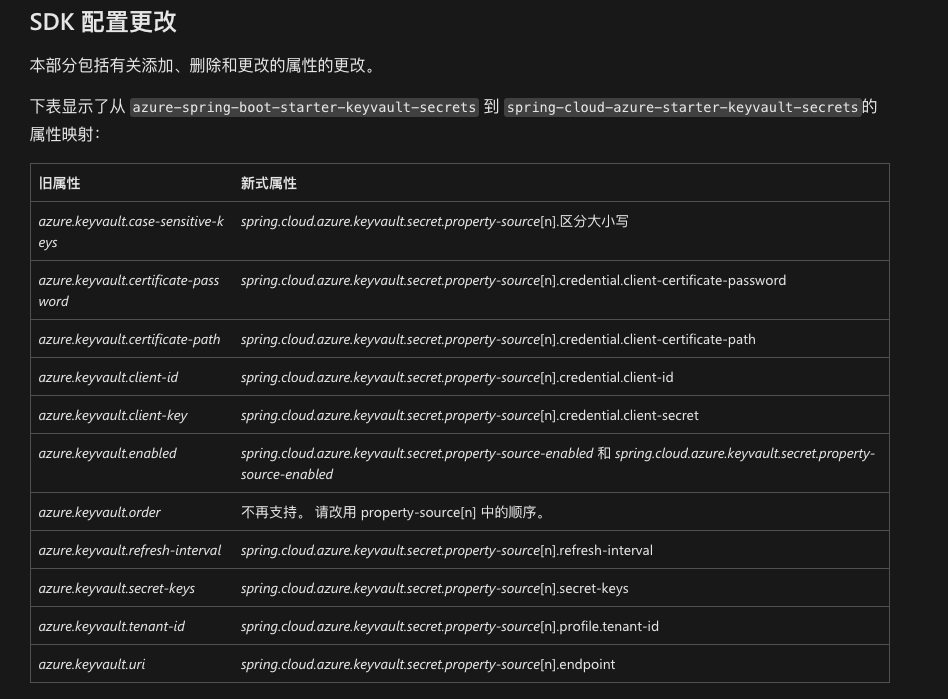 SDK 配置更改
本部分包括有关添加、删除和更改的属性的更改。
下表显示了从 azure-spring-boot-starter-keyvault-secrets 到 spring-cloud-azure-starter-keyvault-secrets 的
属性映射：
旧属性 新式属性
azure.keyvault.case-sensitive-k spring.cloud.azure.keyvault.secret.property-source[n].区分大小写
eys
azure.keyvault.certificate-pass spring.cloud.azure.keyvault.secret.property-source[n].credential.client-certificate-password
word
azure.keyvault.certificate-path spring.cloud.azure.keyvault.secret.property-source[n].credential.client-certificate-path
azure.keyvault.client-id spring.cloud.azure.keyvault.secret.property-source[n].credential.client-id
azure.keyvault.client-key spring.cloud.azure.keyvault.secret.property-source[n].credential.client-secret
azure.keyvault.enabled spring.cloud.azure.keyvault.secret.property-source-enabled 和 spring.cloud.azure.keyvault.secret.property-
source-enabled
azure.keyvault.order 不再支持。 请改用 property-source[n] 中的顺序。
azure.keyvault.refresh-interval spring.cloud.azure.keyvault.secret.property-source[n].refresh-interval
azure.keyvault.secret-keys spring.cloud.azure.keyvault.secret.property-source[n].secret-keys
azure.keyvault.tenant-id spring.cloud.azure.keyvault.secret.property-source[n].profile.tenant-id
azure.keyvault.uri spring.cloud.azure.keyvault.secret.property-source[n].endpoint